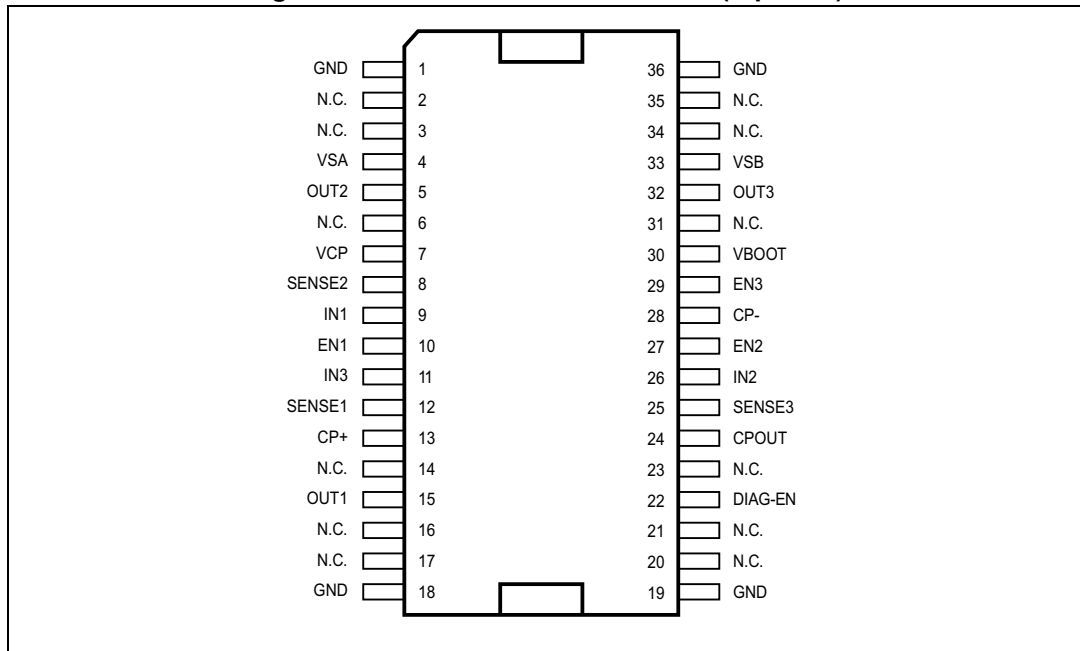 GND 1 36 GND
N.C. 2 35 N.C.
N.C. 3 34 N.C.
VSA 4 33 VSB
OUT2 5 32 OUT3
N.C. 6 31 N.C.
VCP 7 30 VBOOT
SENSE2 8 29 EN3
IN1 9 28 CP-
EN1 10 27 EN2
IN3 11 26 IN2
SENSE1 12 25 SENSE3
CP+ 13 24 CPOUT
N.C. 14 23 N.C.
OUT1 15 22 DIAG-EN
N.C. 16 21 N.C.
N.C. 17 20 N.C.
GND 18 19 GND